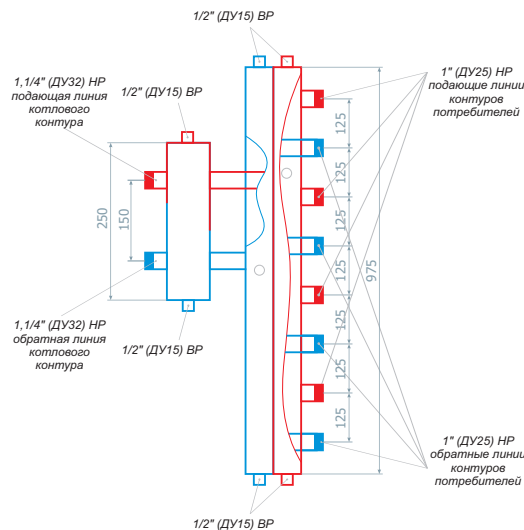 1/2" (ДУ15) ВР
1,1/4" (ДУ32) НР
подающая линия
котлового
контура
1/2" (ДУ15) ВР
1" (ДУ25) НР
подающие линии
контуров
потребителей
125
125
125
125
125
125
125
975
250
150
1,1/4" (ДУ32) НР
обратная линия
котлового
контура
1/2" (ДУ15) ВР
1" (ДУ25) НР
обратные линии
контуров
потребителей
1/2" (ДУ15) ВР